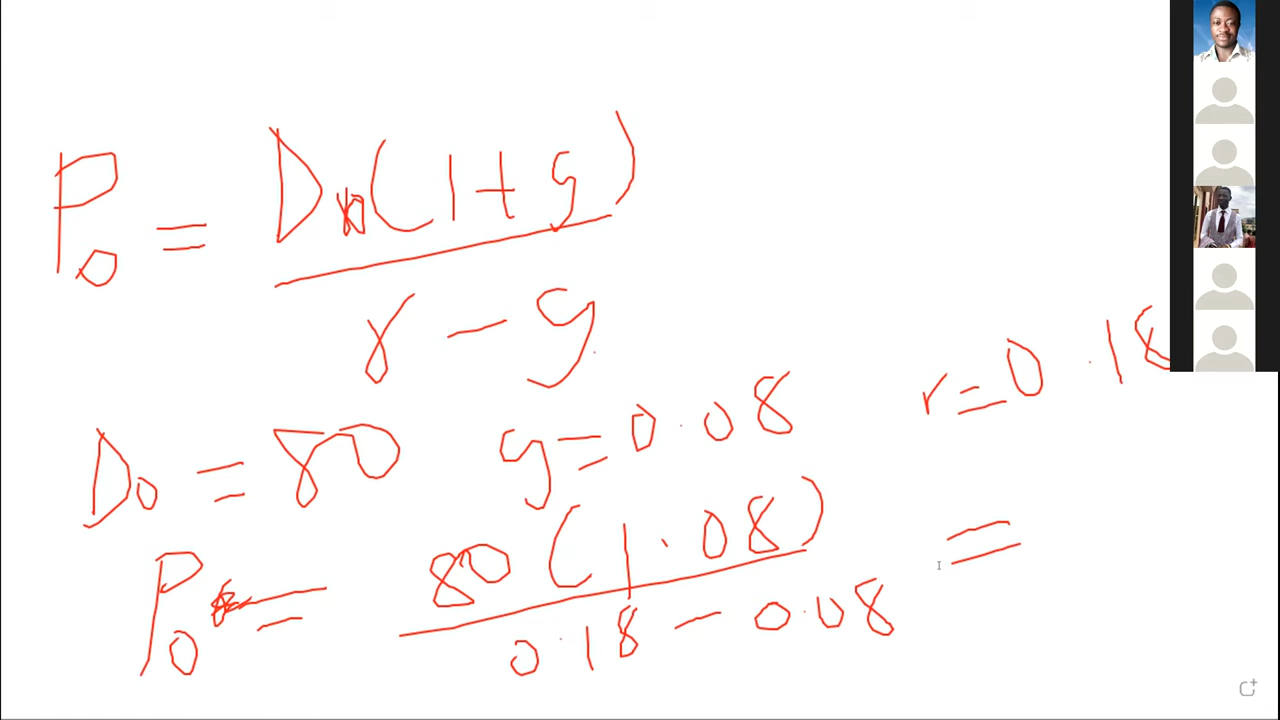 P₀ = D₀(1+g)
r - g
D₀ = 80 g = 0.08 r = 0.18
P₀ = 80(1.08) =
0.18 - 0.08